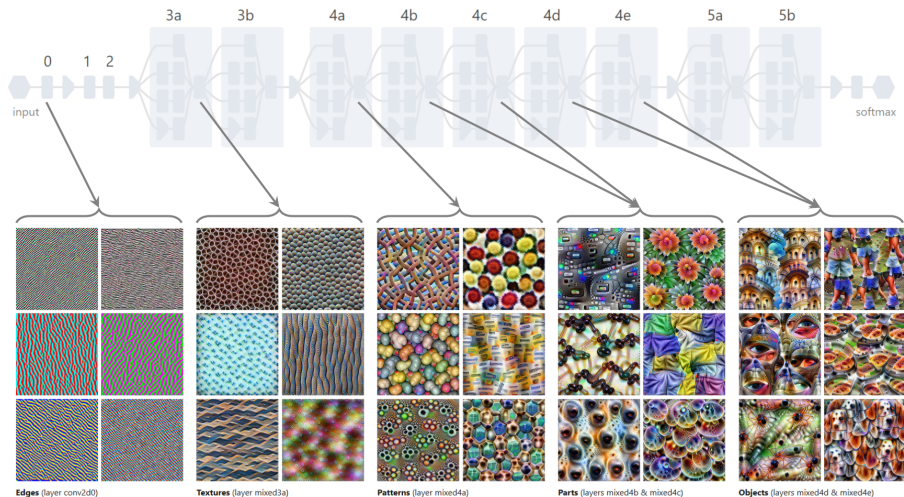 3a 3b 4a 4b 4c 4d 4e 5a 5b
0 1 2
input softmax
Edges (layer conv2d0) Textures (layer mixed3a) Patterns (layer mixed4a) Parts (layers mixed4b & mixed4c) Objects (layers mixed4d & mixed4e)